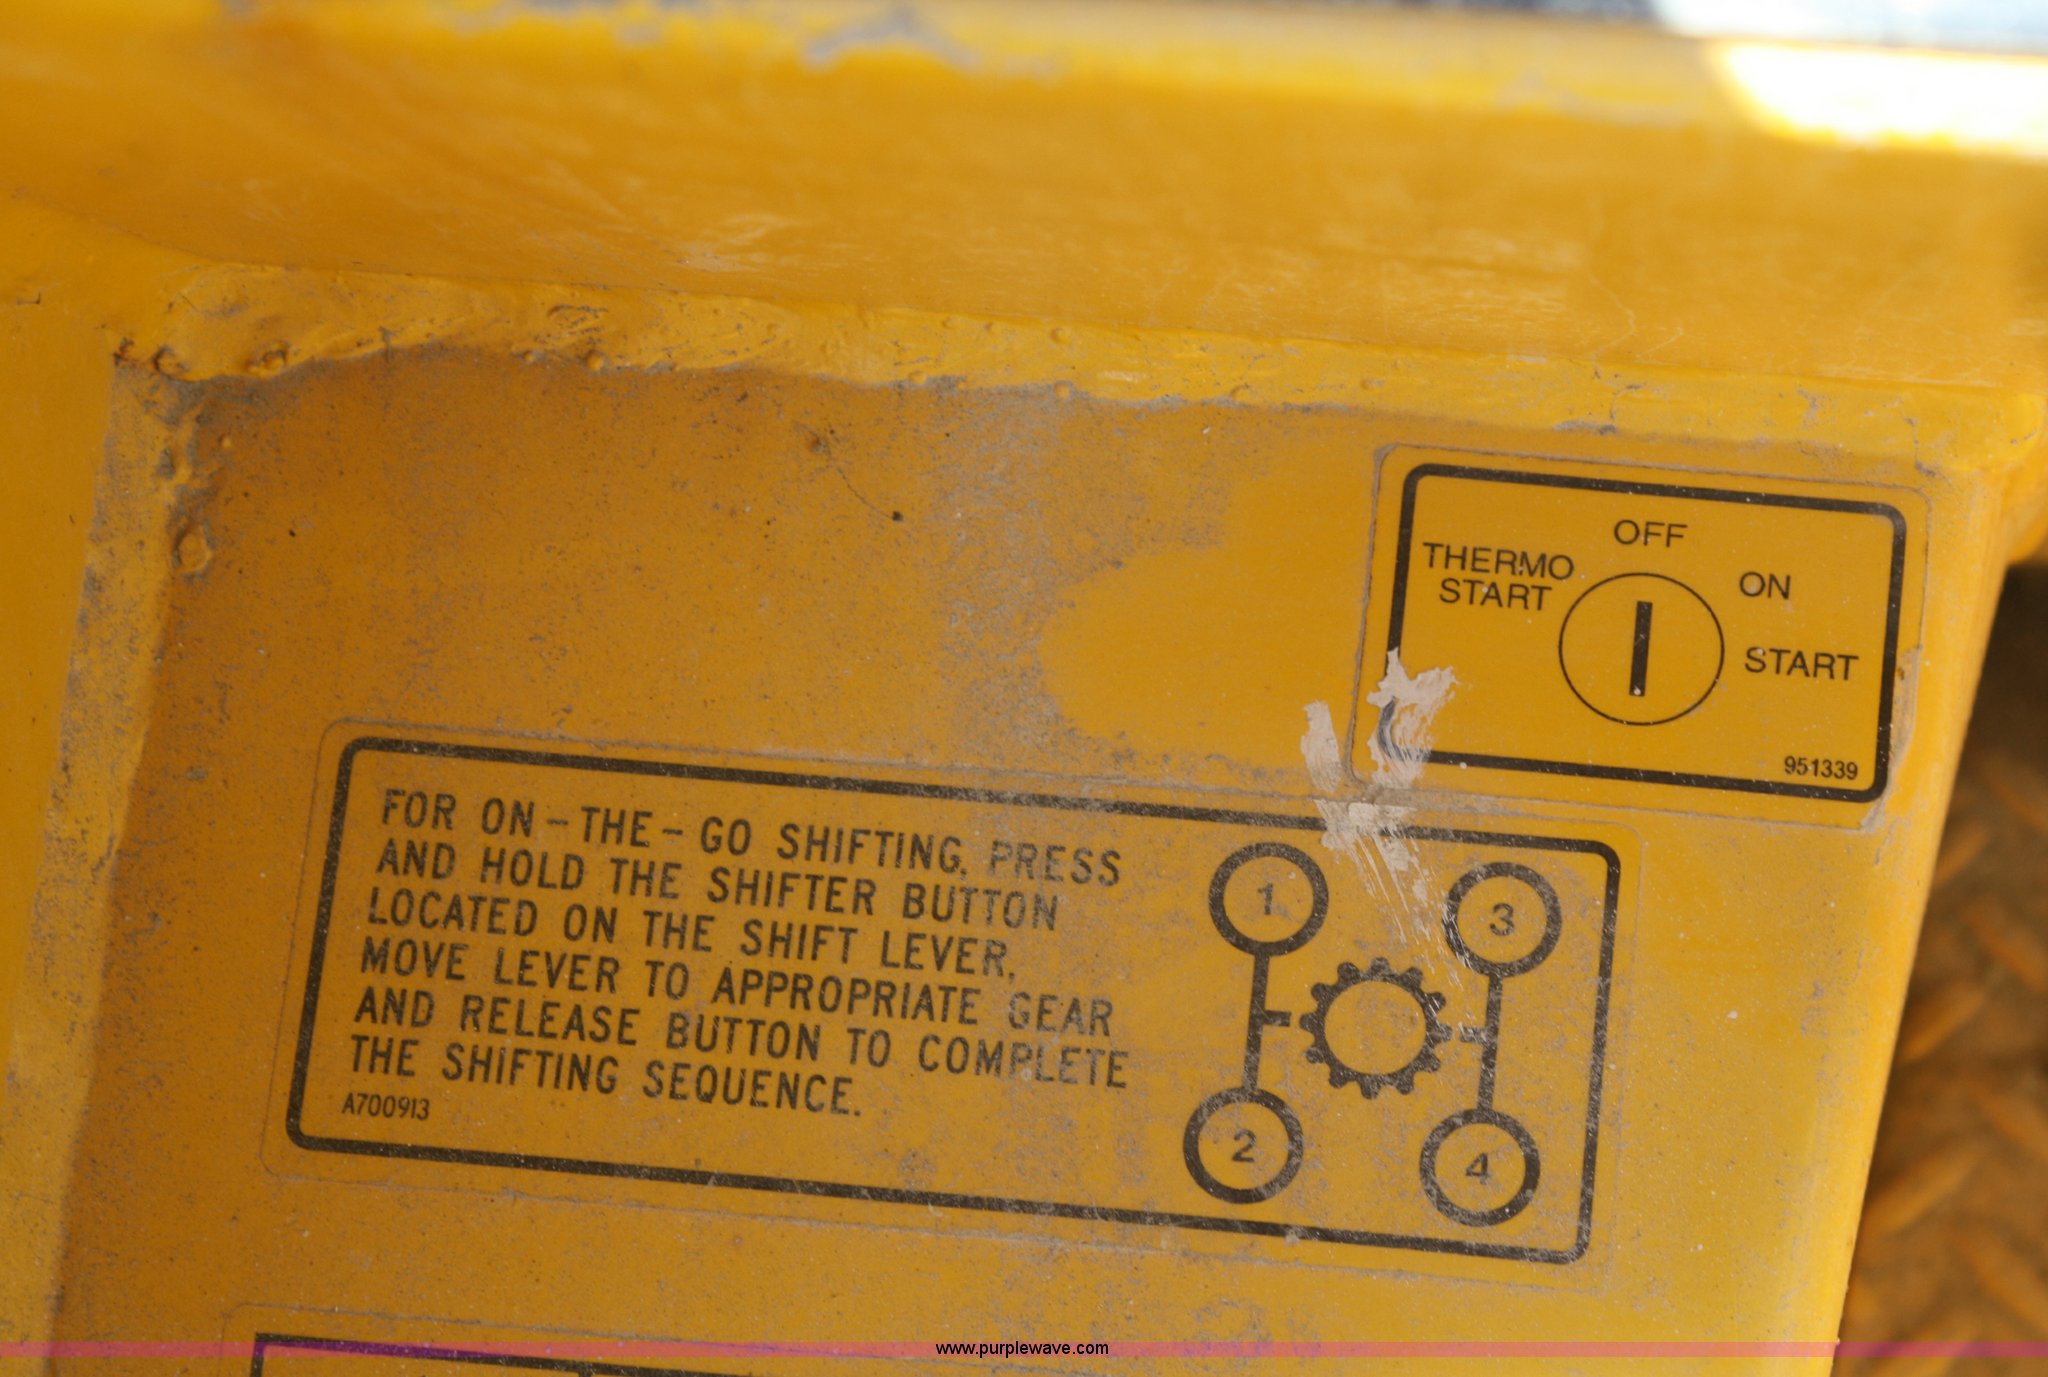 OFF
THERMO
START
ON
START
951339
FOR ON-THE-GO SHIFTING, PRESS
AND HOLD THE SHIFTER BUTTON
LOCATED ON THE SHIFT LEVER,
MOVE LEVER TO APPROPRIATE GEAR
AND RELEASE BUTTON TO COMPLETE
THE SHIFTING SEQUENCE.
A700913
1
3
2
4
www.purplewave.com